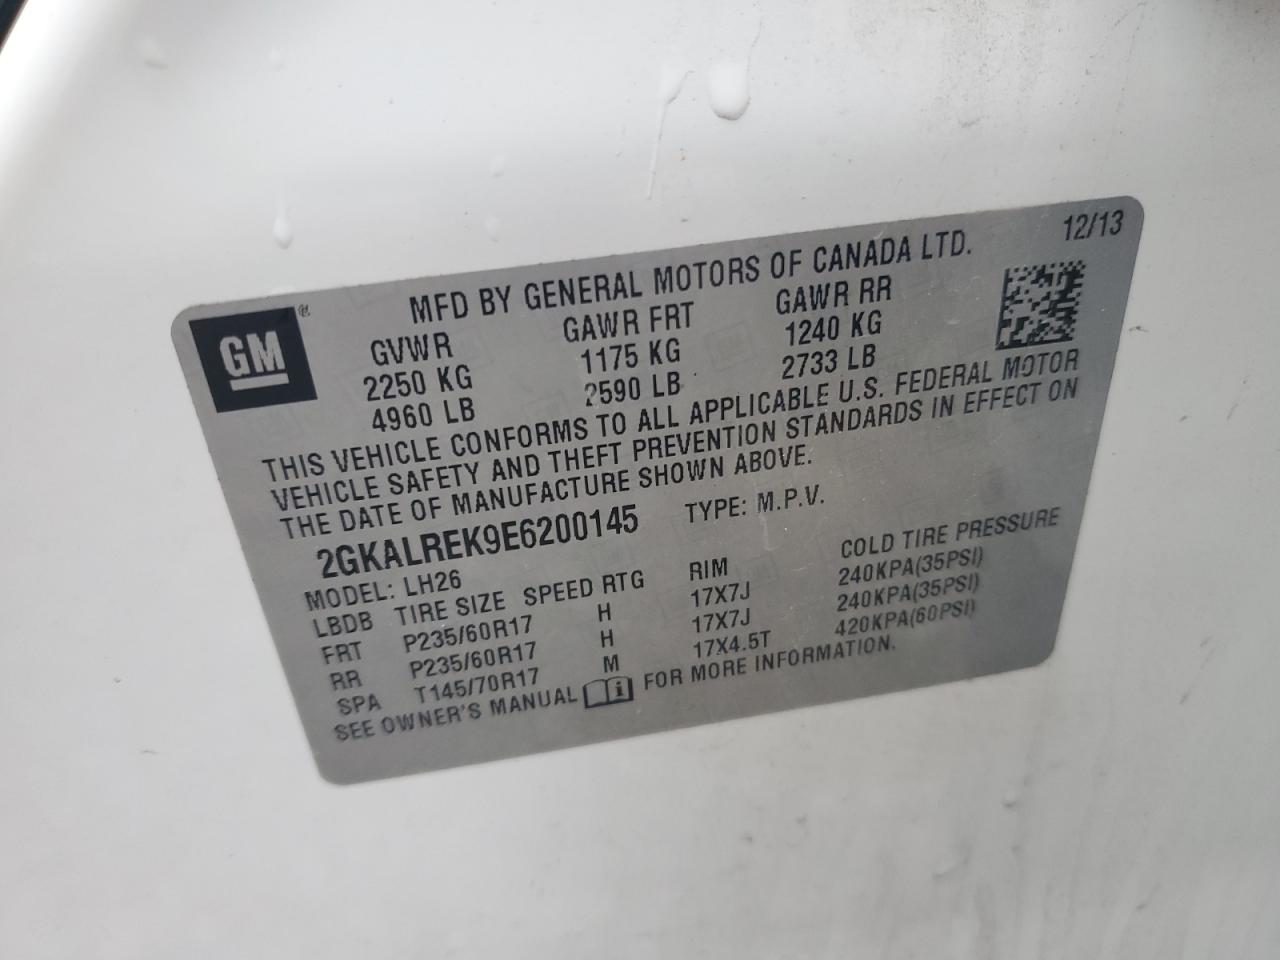 12/13
MFD BY GENERAL MOTORS OF CANADA LTD.
GM ®
GVWR GAWR FRT GAWR RR
2250 KG 1175 KG 1240 KG
4960 LB 2590 LB 2733 LB
THIS VEHICLE CONFORMS TO ALL APPLICABLE U.S. FEDERAL MOTOR
VEHICLE SAFETY AND THEFT PREVENTION STANDARDS IN EFFECT ON
THE DATE OF MANUFACTURE SHOWN ABOVE.
2GKALREK9E6200145 TYPE: M.P.V.
MODEL: LH26
LBDB TIRE SIZE SPEED RTG RIM COLD TIRE PRESSURE
FRT P235/60R17 H 17X7J 240KPA(35PSI)
RR P235/60R17 H 17X7J 240KPA(35PSI)
SPA T145/70R17 M 17X4.5T 420KPA(60PSI)
SEE OWNER'S MANUAL i FOR MORE INFORMATION.